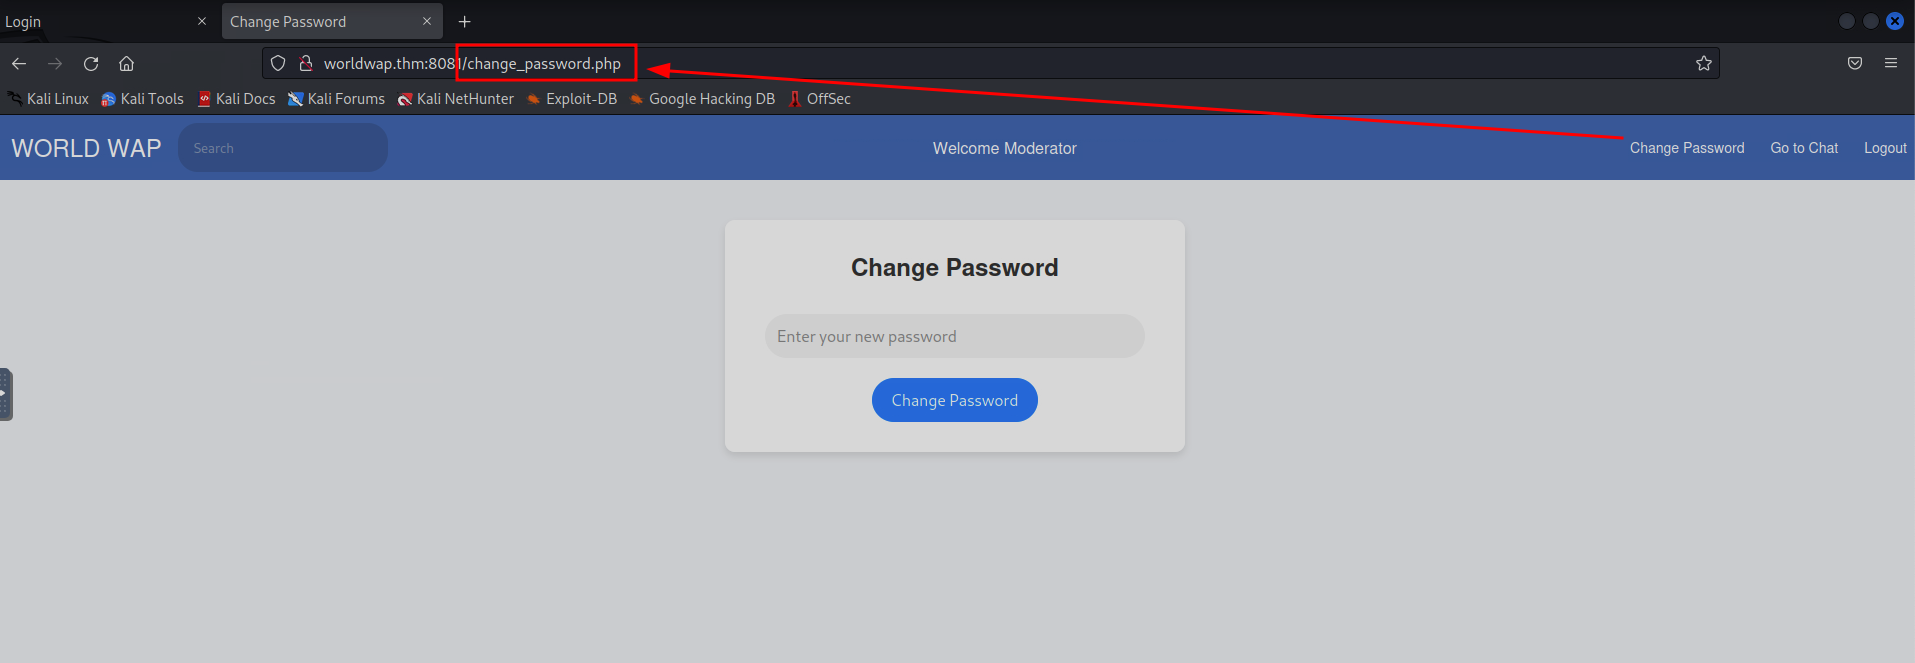 Login
Change Password
worldwap.thm:8081/change_password.php
Kali Linux Kali Tools Kali Docs Kali Forums Kali NetHunter Exploit-DB Google Hacking DB OffSec
WORLD WAP Search Welcome Moderator Change Password Go to Chat Logout
Change Password
Enter your new password
Change Password